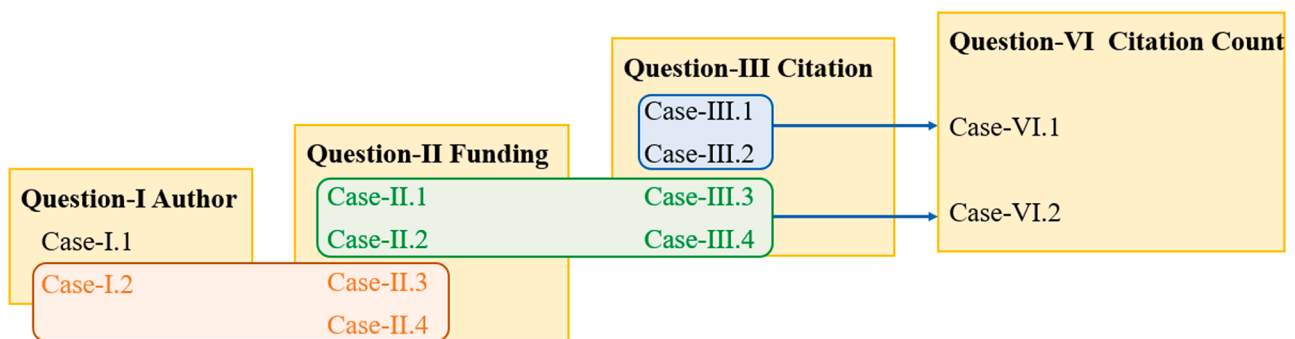 Question-I Author
Case-I.1
Case-I.2
Question-II Funding
Case-II.1
Case-II.2
Case-II.3
Case-II.4
Question-III Citation
Case-III.1
Case-III.2
Case-III.3
Case-III.4
Question-VI Citation Count
Case-VI.1
Case-VI.2